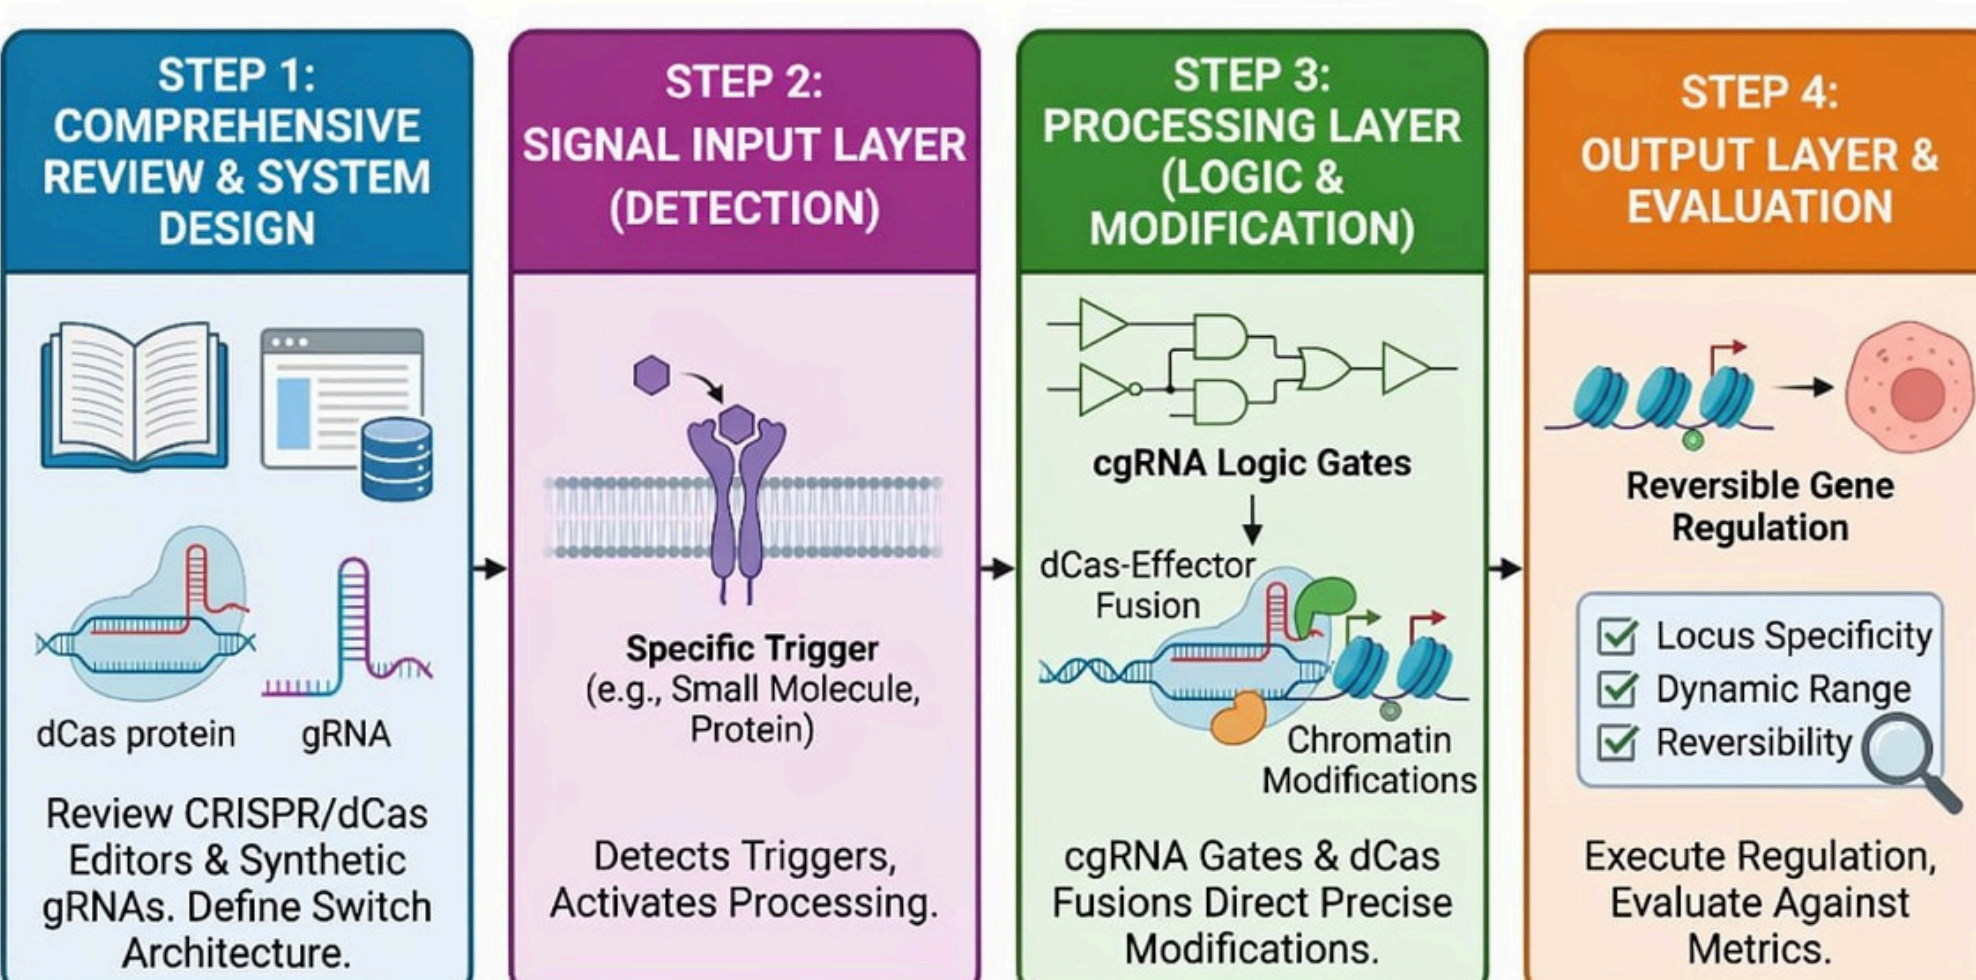 STEP 1:
COMPREHENSIVE
REVIEW & SYSTEM
DESIGN
dCas protein
gRNA
Review CRISPR/dCas
Editors & Synthetic
gRNAs. Define Switch
Architecture.
STEP 2:
SIGNAL INPUT LAYER
(DETECTION)
Specific Trigger
(e.g., Small Molecule,
Protein)
Detects Triggers,
Activates Processing.
STEP 3:
PROCESSING LAYER
(LOGIC &
MODIFICATION)
cgRNA Logic Gates
dCas-Effector
Fusion
Chromatin
Modifications
cgRNA Gates & dCas
Fusions Direct Precise
Modifications.
STEP 4:
OUTPUT LAYER &
EVALUATION
Reversible Gene
Regulation
Locus Specificity
Dynamic Range
Reversibility
Execute Regulation,
Evaluate Against
Metrics.